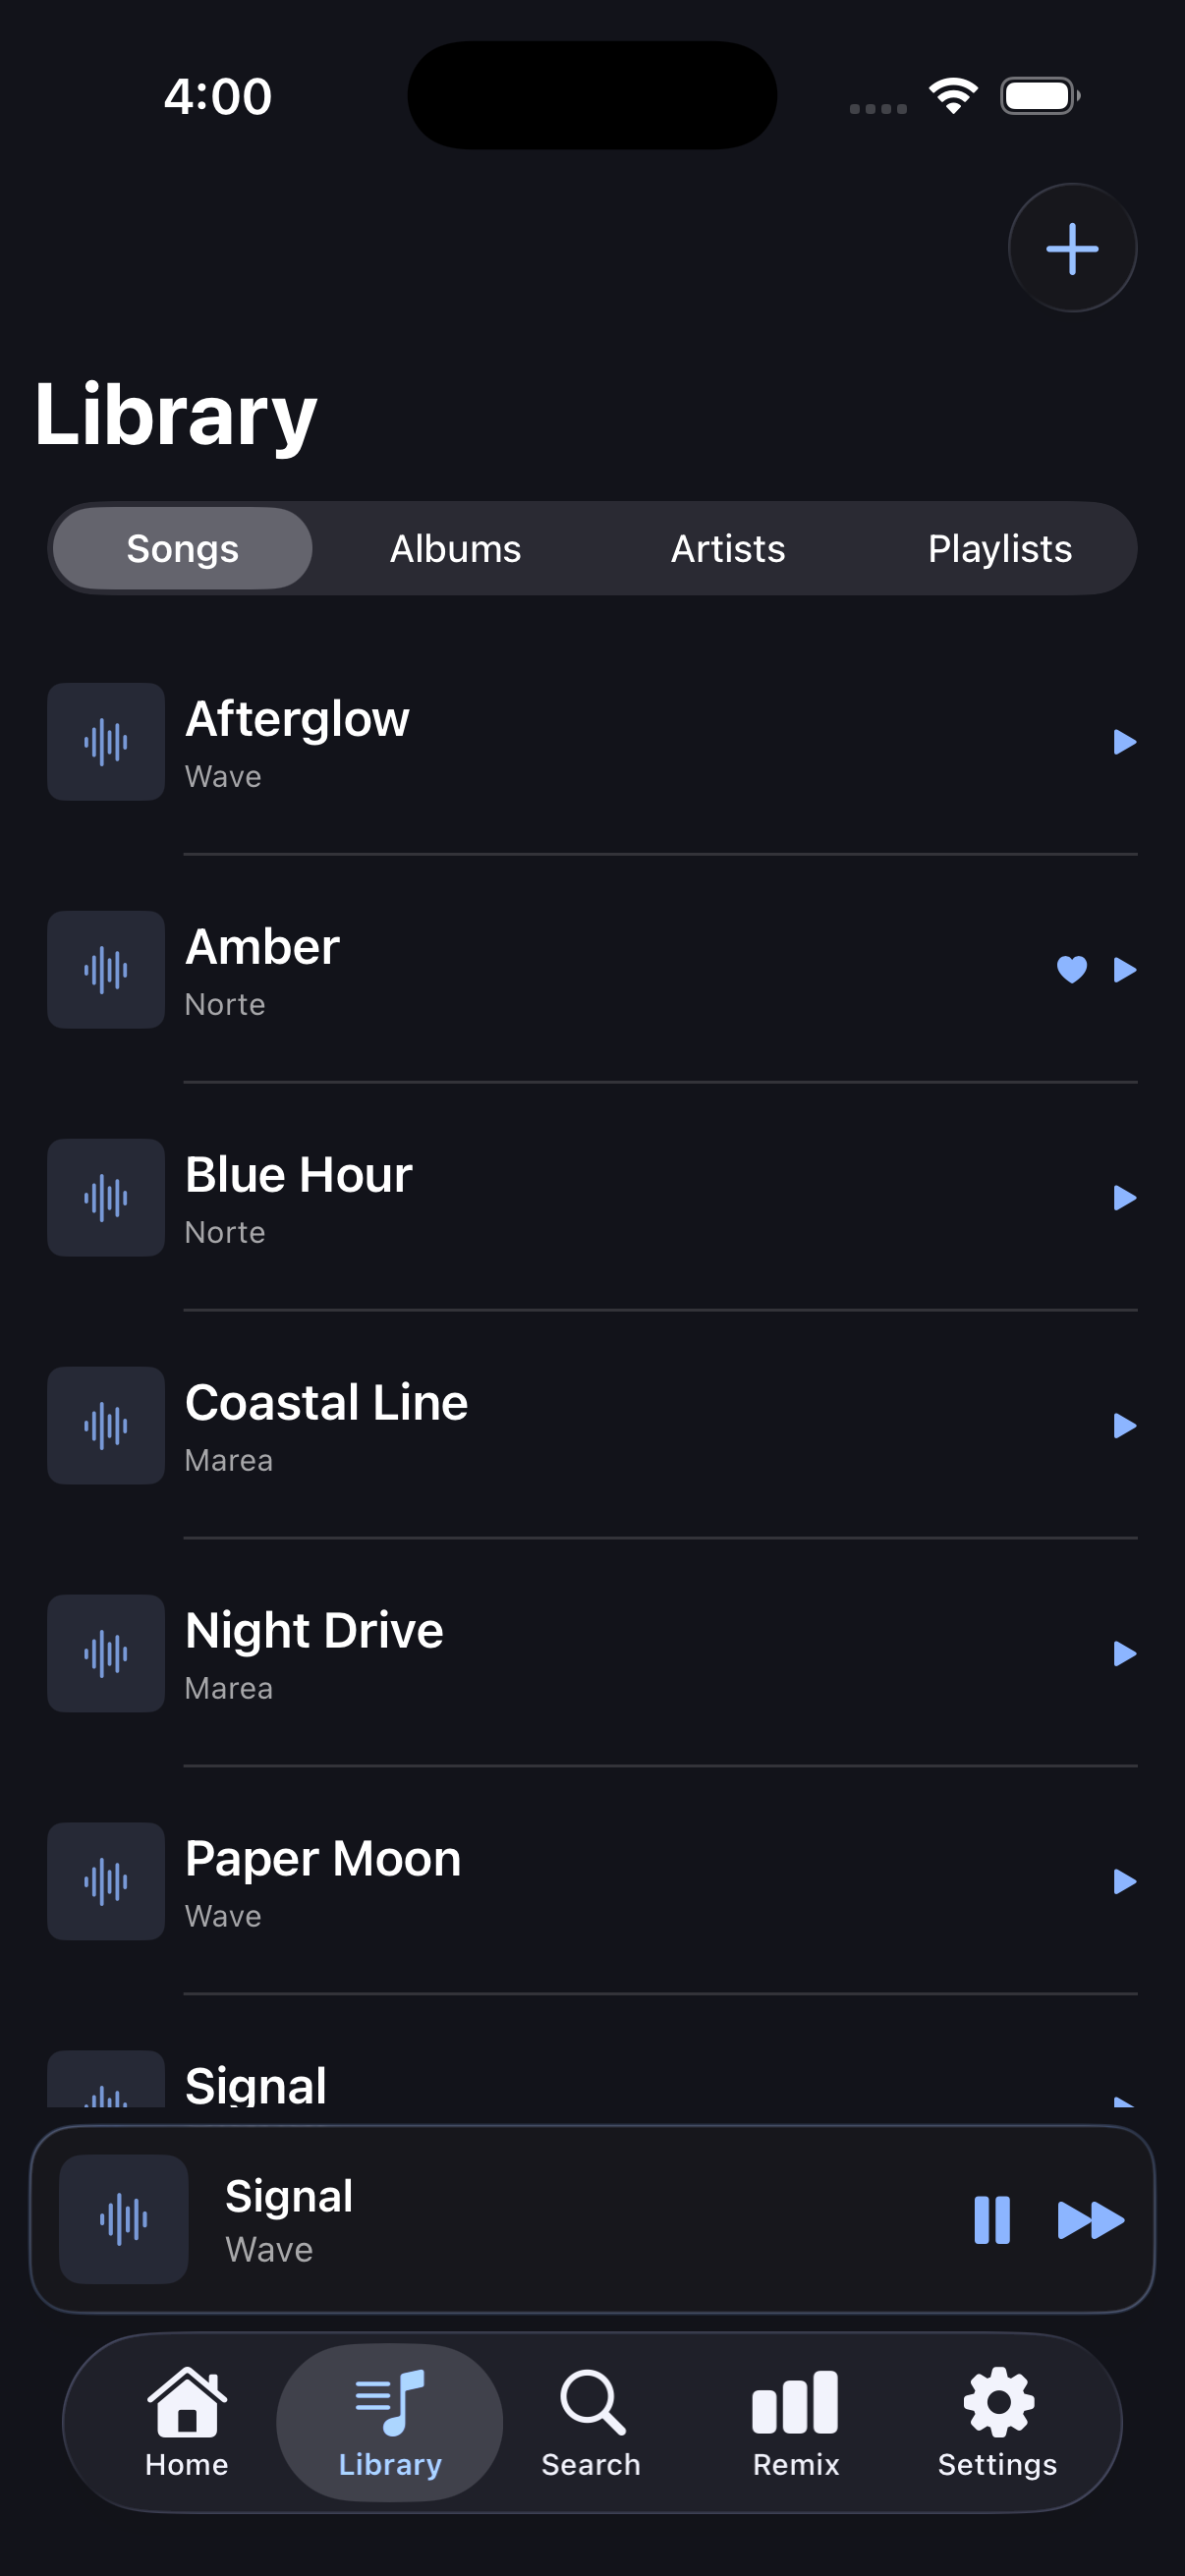 4:00
Library
Songs Albums Artists Playlists
Afterglow
Wave
Amber
Norte
Blue Hour
Norte
Coastal Line
Marea
Night Drive
Marea
Paper Moon
Wave
Signal
Signal
Wave
Home Library Search Remix Settings